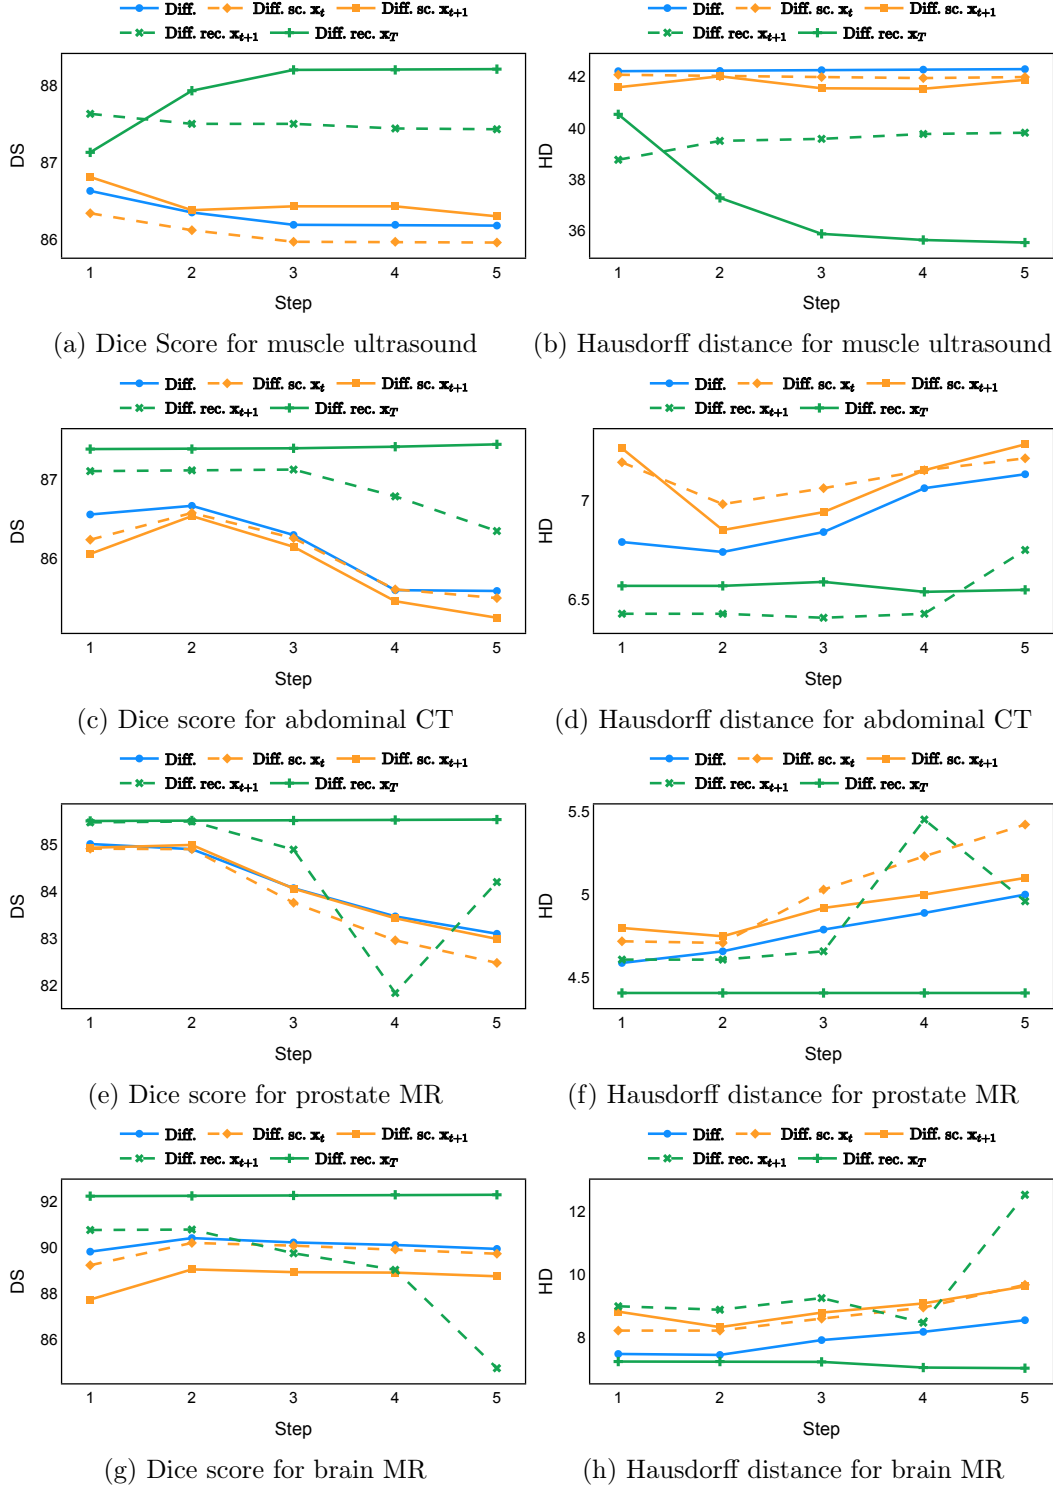 Diff. Diff. sc. x_t Diff. sc. x_{t+1}
Diff. rec. x_{t+1} Diff. rec. x_T
88
87
86
DS
1 2 3 4 5
Step
(a) Dice Score for muscle ultrasound
Diff. Diff. sc. x_t Diff. sc. x_{t+1}
Diff. rec. x_{t+1} Diff. rec. x_T
42
40
38
36
HD
1 2 3 4 5
Step
(b) Hausdorff distance for muscle ultrasound
Diff. Diff. sc. x_t Diff. sc. x_{t+1}
Diff. rec. x_{t+1} Diff. rec. x_T
87
86
DS
1 2 3 4 5
Step
(c) Dice score for abdominal CT
Diff. Diff. sc. x_t Diff. sc. x_{t+1}
Diff. rec. x_{t+1} Diff. rec. x_T
7
6.5
HD
1 2 3 4 5
Step
(d) Hausdorff distance for abdominal CT
Diff. Diff. sc. x_t Diff. sc. x_{t+1}
Diff. rec. x_{t+1} Diff. rec. x_T
85
84
83
82
DS
1 2 3 4 5
Step
(e) Dice score for prostate MR
Diff. Diff. sc. x_t Diff. sc. x_{t+1}
Diff. rec. x_{t+1} Diff. rec. x_T
5.5
5
4.5
HD
1 2 3 4 5
Step
(f) Hausdorff distance for prostate MR
Diff. Diff. sc. x_t Diff. sc. x_{t+1}
Diff. rec. x_{t+1} Diff. rec. x_T
92
90
88
86
DS
1 2 3 4 5
Step
(g) Dice score for brain MR
Diff. Diff. sc. x_t Diff. sc. x_{t+1}
Diff. rec. x_{t+1} Diff. rec. x_T
12
10
8
HD
1 2 3 4 5
Step
(h) Hausdorff distance for brain MR